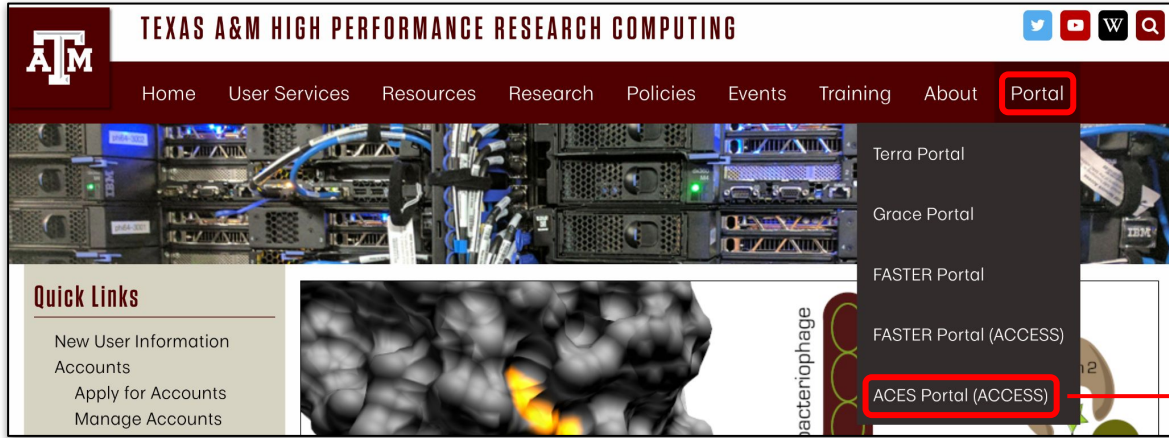 TEXAS A&M HIGH PERFORMANCE RESEARCH COMPUTING
W
A M
Home User Services Resources Research Policies Events Training About Portal
Terra Portal
Grace Portal
FASTER Portal
FASTER Portal (ACCESS)
ACES Portal (ACCESS)
IBM
IBM
Quick Links
New User Information
Accounts
Apply for Accounts
Manage Accounts
bacteriophage